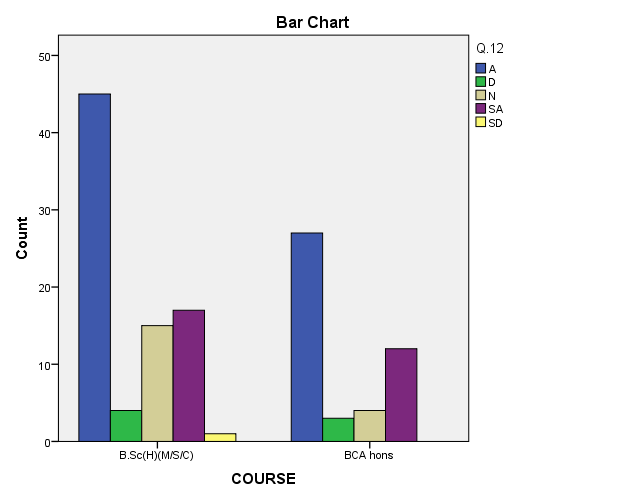 Bar Chart
Q.12
A
D
N
SA
SD
50
40
30
20
10
0
Count
B.Sc(H)(M/S/C)
BCA hons
COURSE